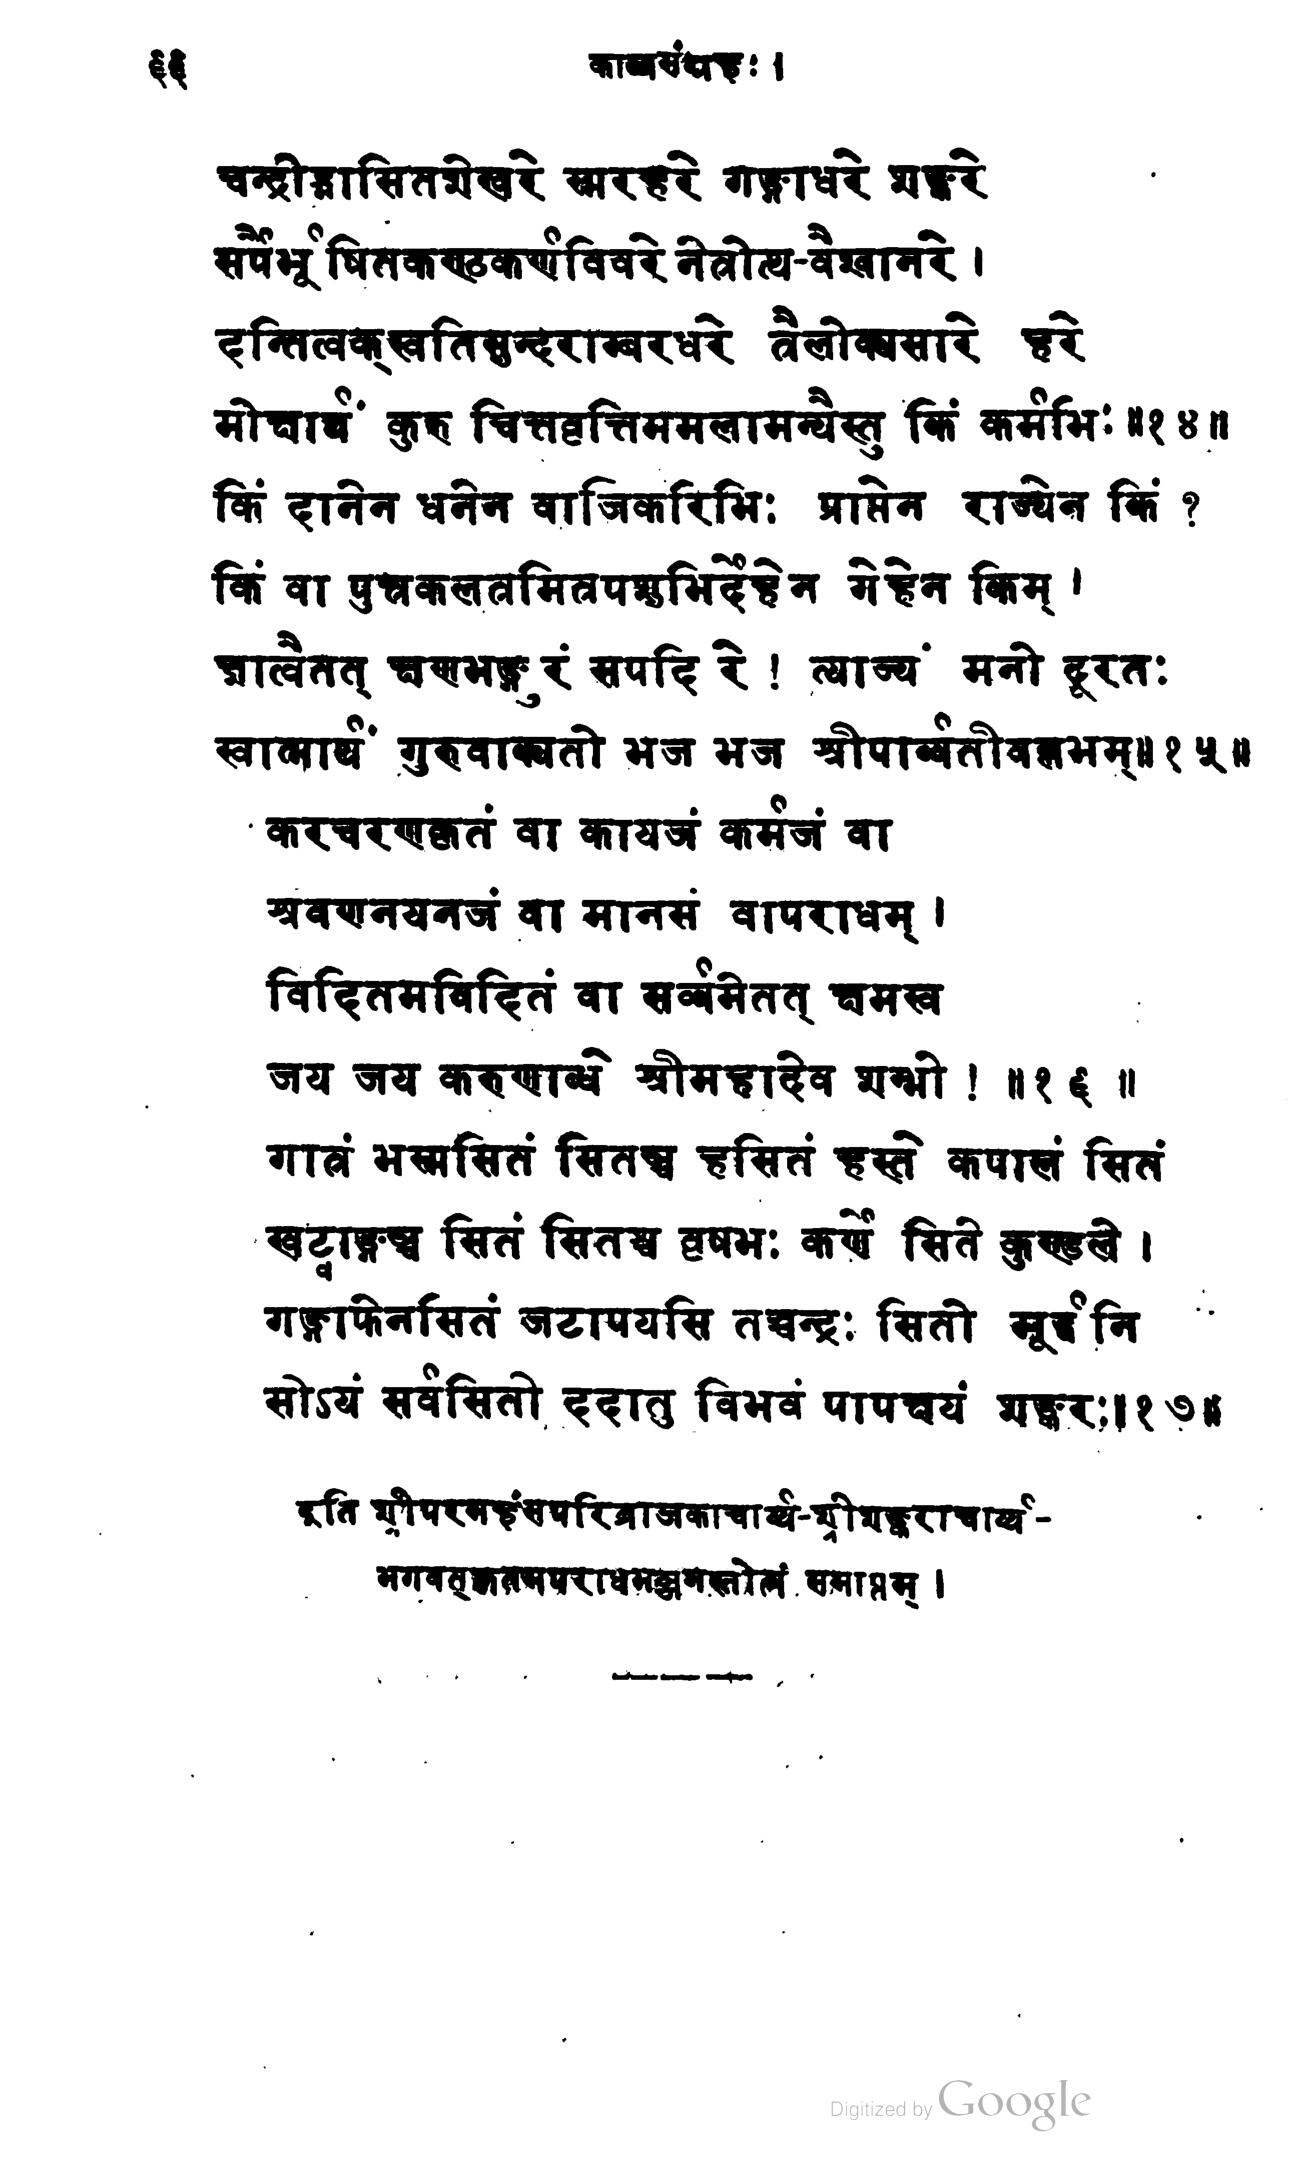 ६६
काव्यसंग्रहः ।
चन्द्रोद्भासितशेखरे स्मरहरे गङ्गाधरे शङ्करे
सर्पैर्भूषितकण्ठकर्णविवरे नेत्रोत्थ-वैश्वानरे ।
दन्तित्वक्‌स्वतिसुन्दराम्बरधरे त्रैलोक्यसारे हरे
मोक्षार्थं कुरु चित्तवृत्तिममलामन्यैस्तु किं कर्मभिः ॥१४॥
किं दानेन धनेन वाजिकरिभिः प्राप्तेन राज्येन किं ?
किं वा पुत्रकलत्रमित्रपशुभिर्देहेन गेहेन किम् ।
ज्ञात्वैतत् क्षणभङ्गुरं सपदि रे ! त्याज्यं मनो दूरतः
स्वात्मार्थं गुरुवाक्यतो भज भज श्रीपार्व्वतीवल्लभम्॥१५॥
करचरणकृतं वा कायजं कर्मजं वा
श्रवणनयनजं वा मानसं वापराधम् ।
विदितमविदितं वा सर्व्वमेतत् क्षमस्व
जय जय करुणाब्धे श्रीमहादेव शम्भो ! ॥१६॥
गात्रं भस्मसितं सितञ्च हसितं हस्ते कपालं सितं
खट्वाङ्गञ्च सितं सितश्च वृषभः कर्णे सिते कुण्डले ।
गङ्गाफेनसितं जटापयसि तच्चन्द्रः सितो मूर्द्धनि
सोऽयं सर्वसितो ददातु विभवं पापक्षयं शङ्करः॥१७॥
इति श्रीपरमहंसपरिव्राजकाचार्य्य-श्रीशङ्कराचार्य्य-
भगवत्‌कृतमपराधभञ्जनस्तोत्रं समाप्तम् ।
Digitized by Google